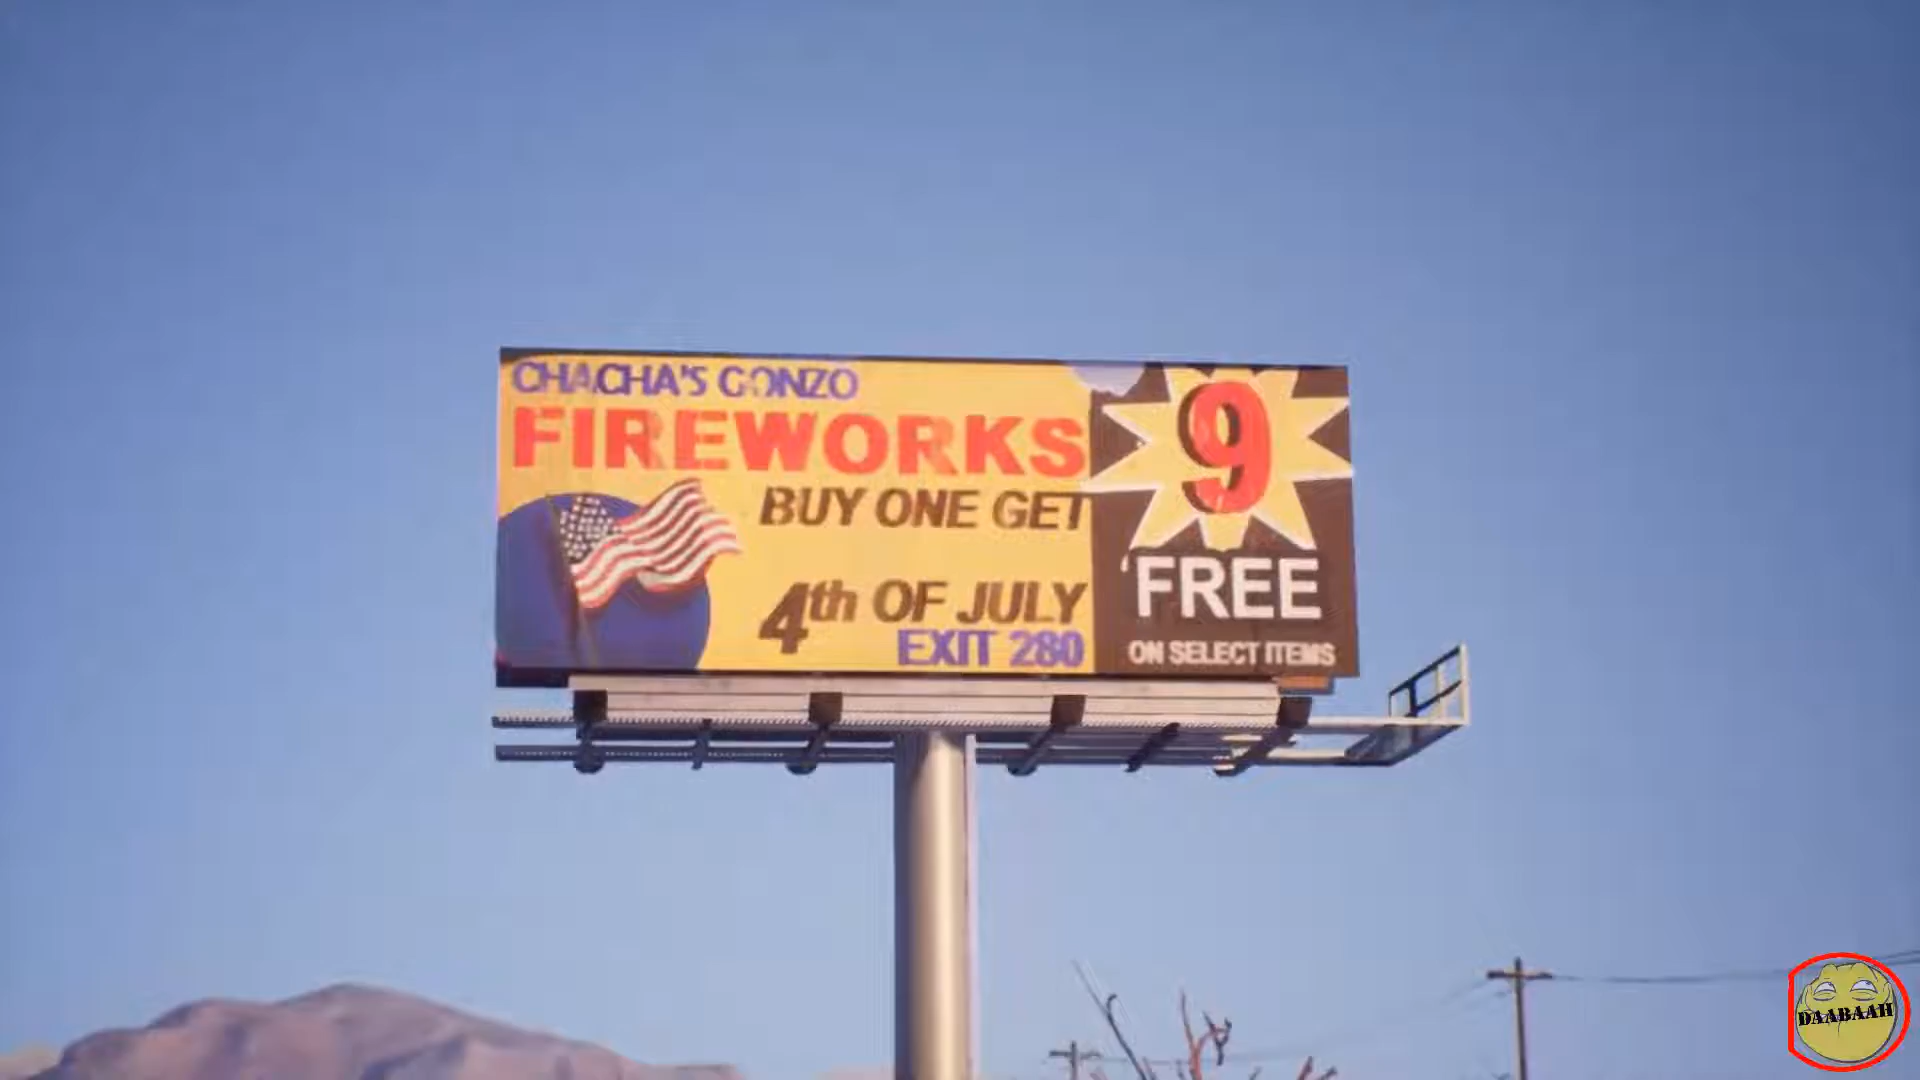 CHACHA'S GONZO
FIREWORKS
BUY ONE GET
9
FREE
ON SELECT ITEMS
4th OF JULY
EXIT 280
DAABAAH